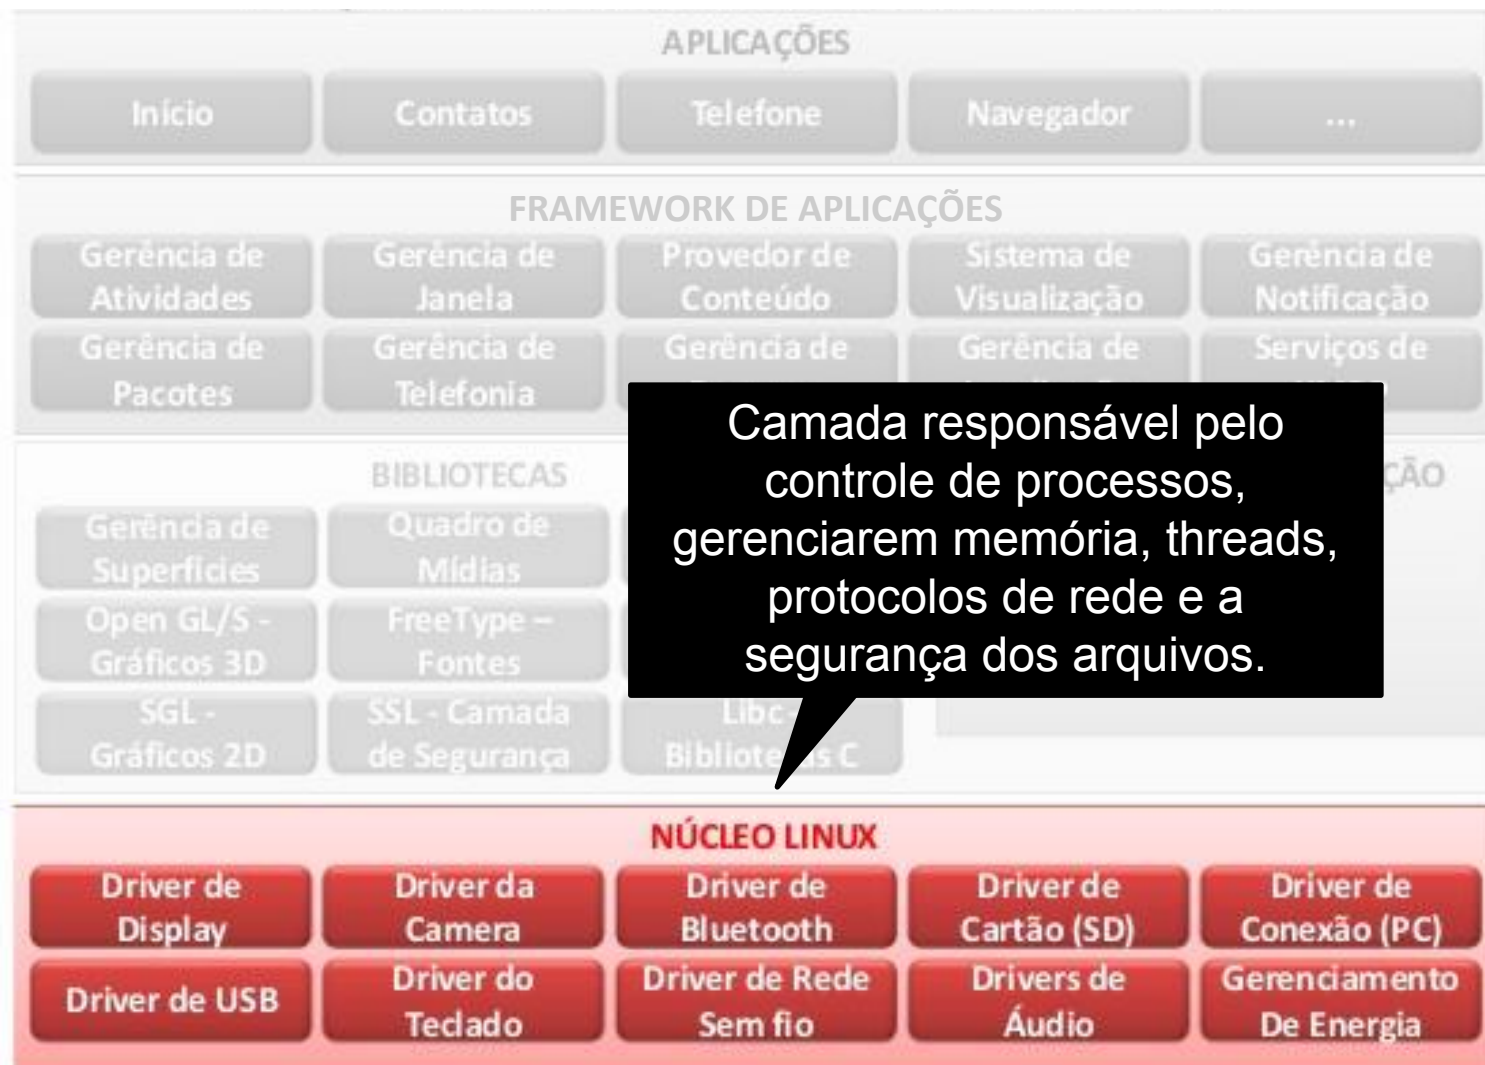 APLICAÇÕES
Início Contatos Telefone Navegador ...
FRAMEWORK DE APLICAÇÕES
Gerência de Gerência de Provedor de Sistema de Gerência de
Atividades Janela Conteúdo Visualização Notificação
Gerência de Gerência de Gerência de Gerência de Serviços de
Pacotes Telefonia
Camada responsável pelo
controle de processos,
gerenciarem memória, threads,
protocolos de rede e a
segurança dos arquivos.
BIBLIOTECAS
Gerência de Quadro de
Superficies Mídias
Open GL/S - FreeType –
Gráficos 3D Fontes
SGL - SSL - Camada Libc-
Gráficos 2D de Segurança Bibliotecas C
NÚCLEO LINUX
Driver de Driver da Driver de Driver de Driver de
Display Camera Bluetooth Cartão (SD) Conexão (PC)
Driver de USB Driver do Driver de Rede Drivers de Gerenciamento
Teclado Sem fio Áudio De Energia